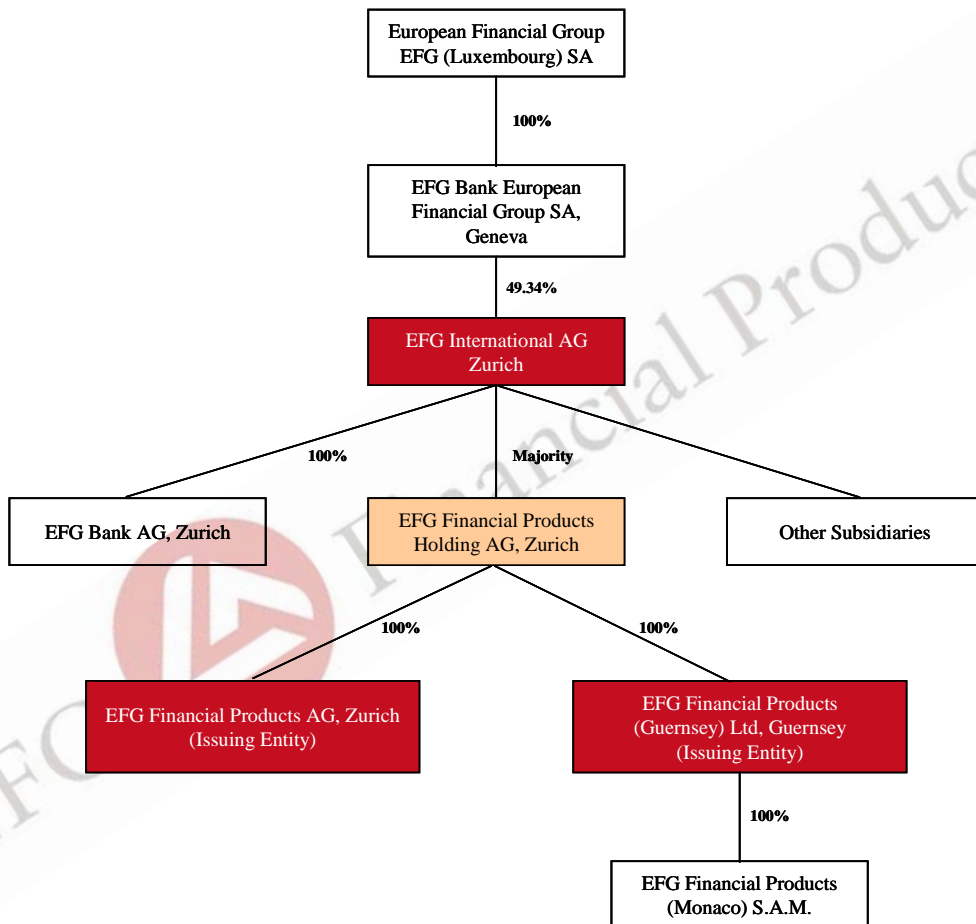 European Financial Group
EFG (Luxembourg) SA
100%
EFG Bank European
Financial Group SA,
Geneva
49.34%
EFG International AG
Zurich
100%
Majority
EFG Bank AG, Zurich
EFG Financial Products
Holding AG, Zurich
Other Subsidiaries
100%
100%
EFG Financial Products AG, Zurich
(Issuing Entity)
EFG Financial Products
(Guernsey) Ltd, Guernsey
(Issuing Entity)
100%
EFG Financial Products
(Monaco) S.A.M.
Financial Produc